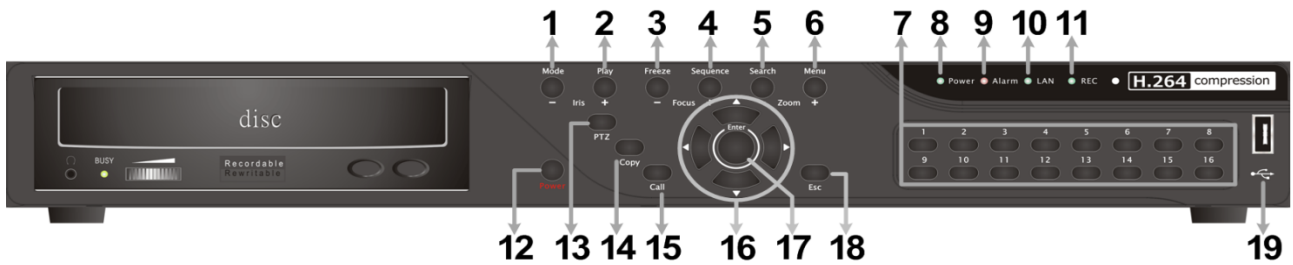 1 2 3 4 5 6 7 8 9 10 11
Mode Play Freeze Sequence Search Menu
Power Alarm LAN REC H.264 compression
− Iris + − Focus + Zoom +
disc
PTZ
Enter
1 2 3 4 5 6 7 8
BUSY
Recordable
Rewritable
Copy
9 10 11 12 13 14 15 16
Power
Call
Esc
12 13 14 15 16 17 18 19